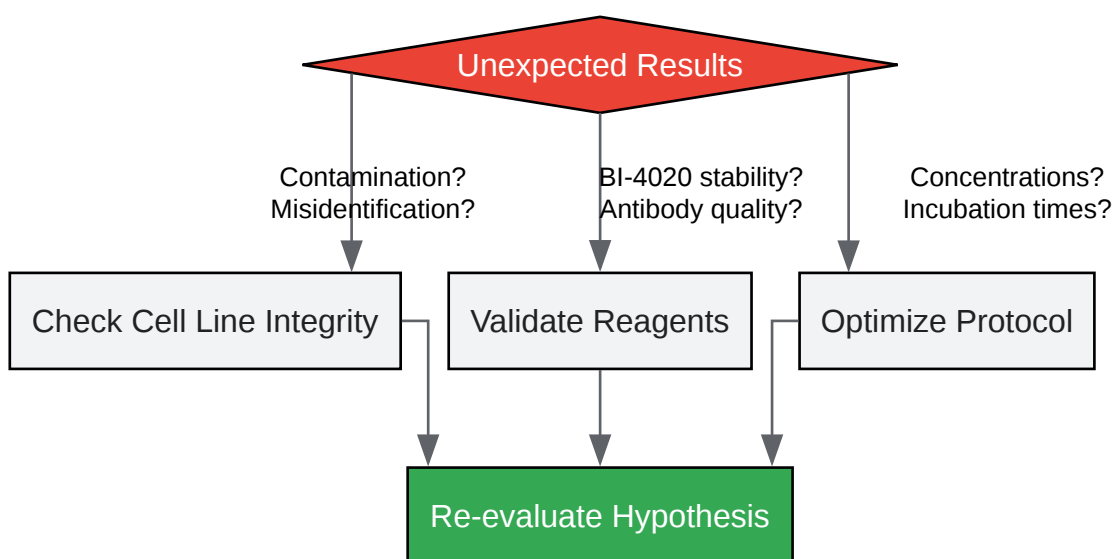 Unexpected Results
Contamination?
Misidentification?
BI-4020 stability?
Antibody quality?
Concentrations?
Incubation times?
Check Cell Line Integrity
Validate Reagents
Optimize Protocol
Re-evaluate Hypothesis